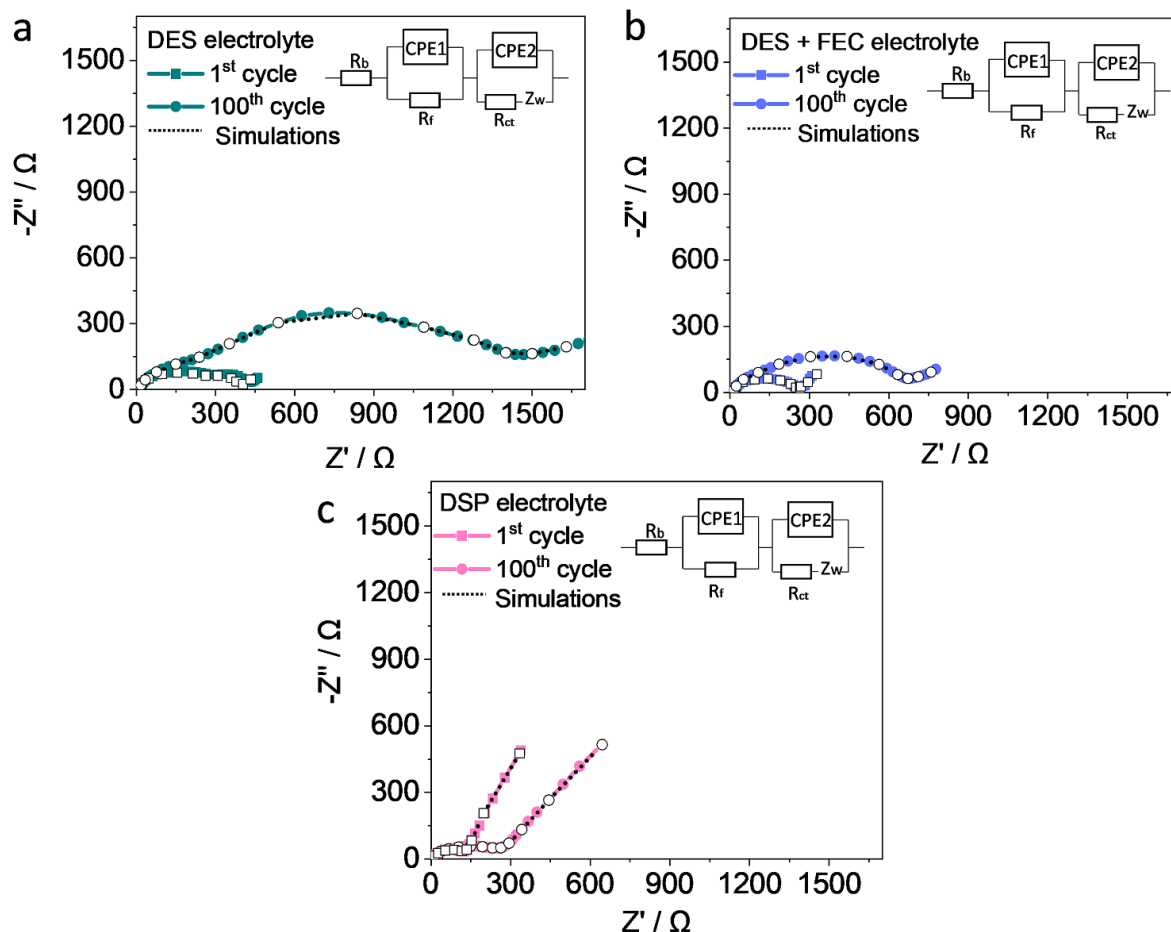 a
DES electrolyte
1st cycle
100th cycle
Simulations
Rb
CPE1
Rf
CPE2
Rct
Zw
1500
1200
900
600
300
0
-Z'' / Ω
0 300 600 900 1200 1500
Z' / Ω
b
DES + FEC electrolyte
1st cycle
100th cycle
Simulations
Rb
CPE1
Rf
CPE2
Rct
Zw
1500
1200
900
600
300
0
-Z'' / Ω
0 300 600 900 1200 1500
Z' / Ω
c
DSP electrolyte
1st cycle
100th cycle
Simulations
Rb
CPE1
Rf
CPE2
Rct
Zw
1500
1200
900
600
300
0
-Z'' / Ω
0 300 600 900 1200 1500
Z' / Ω